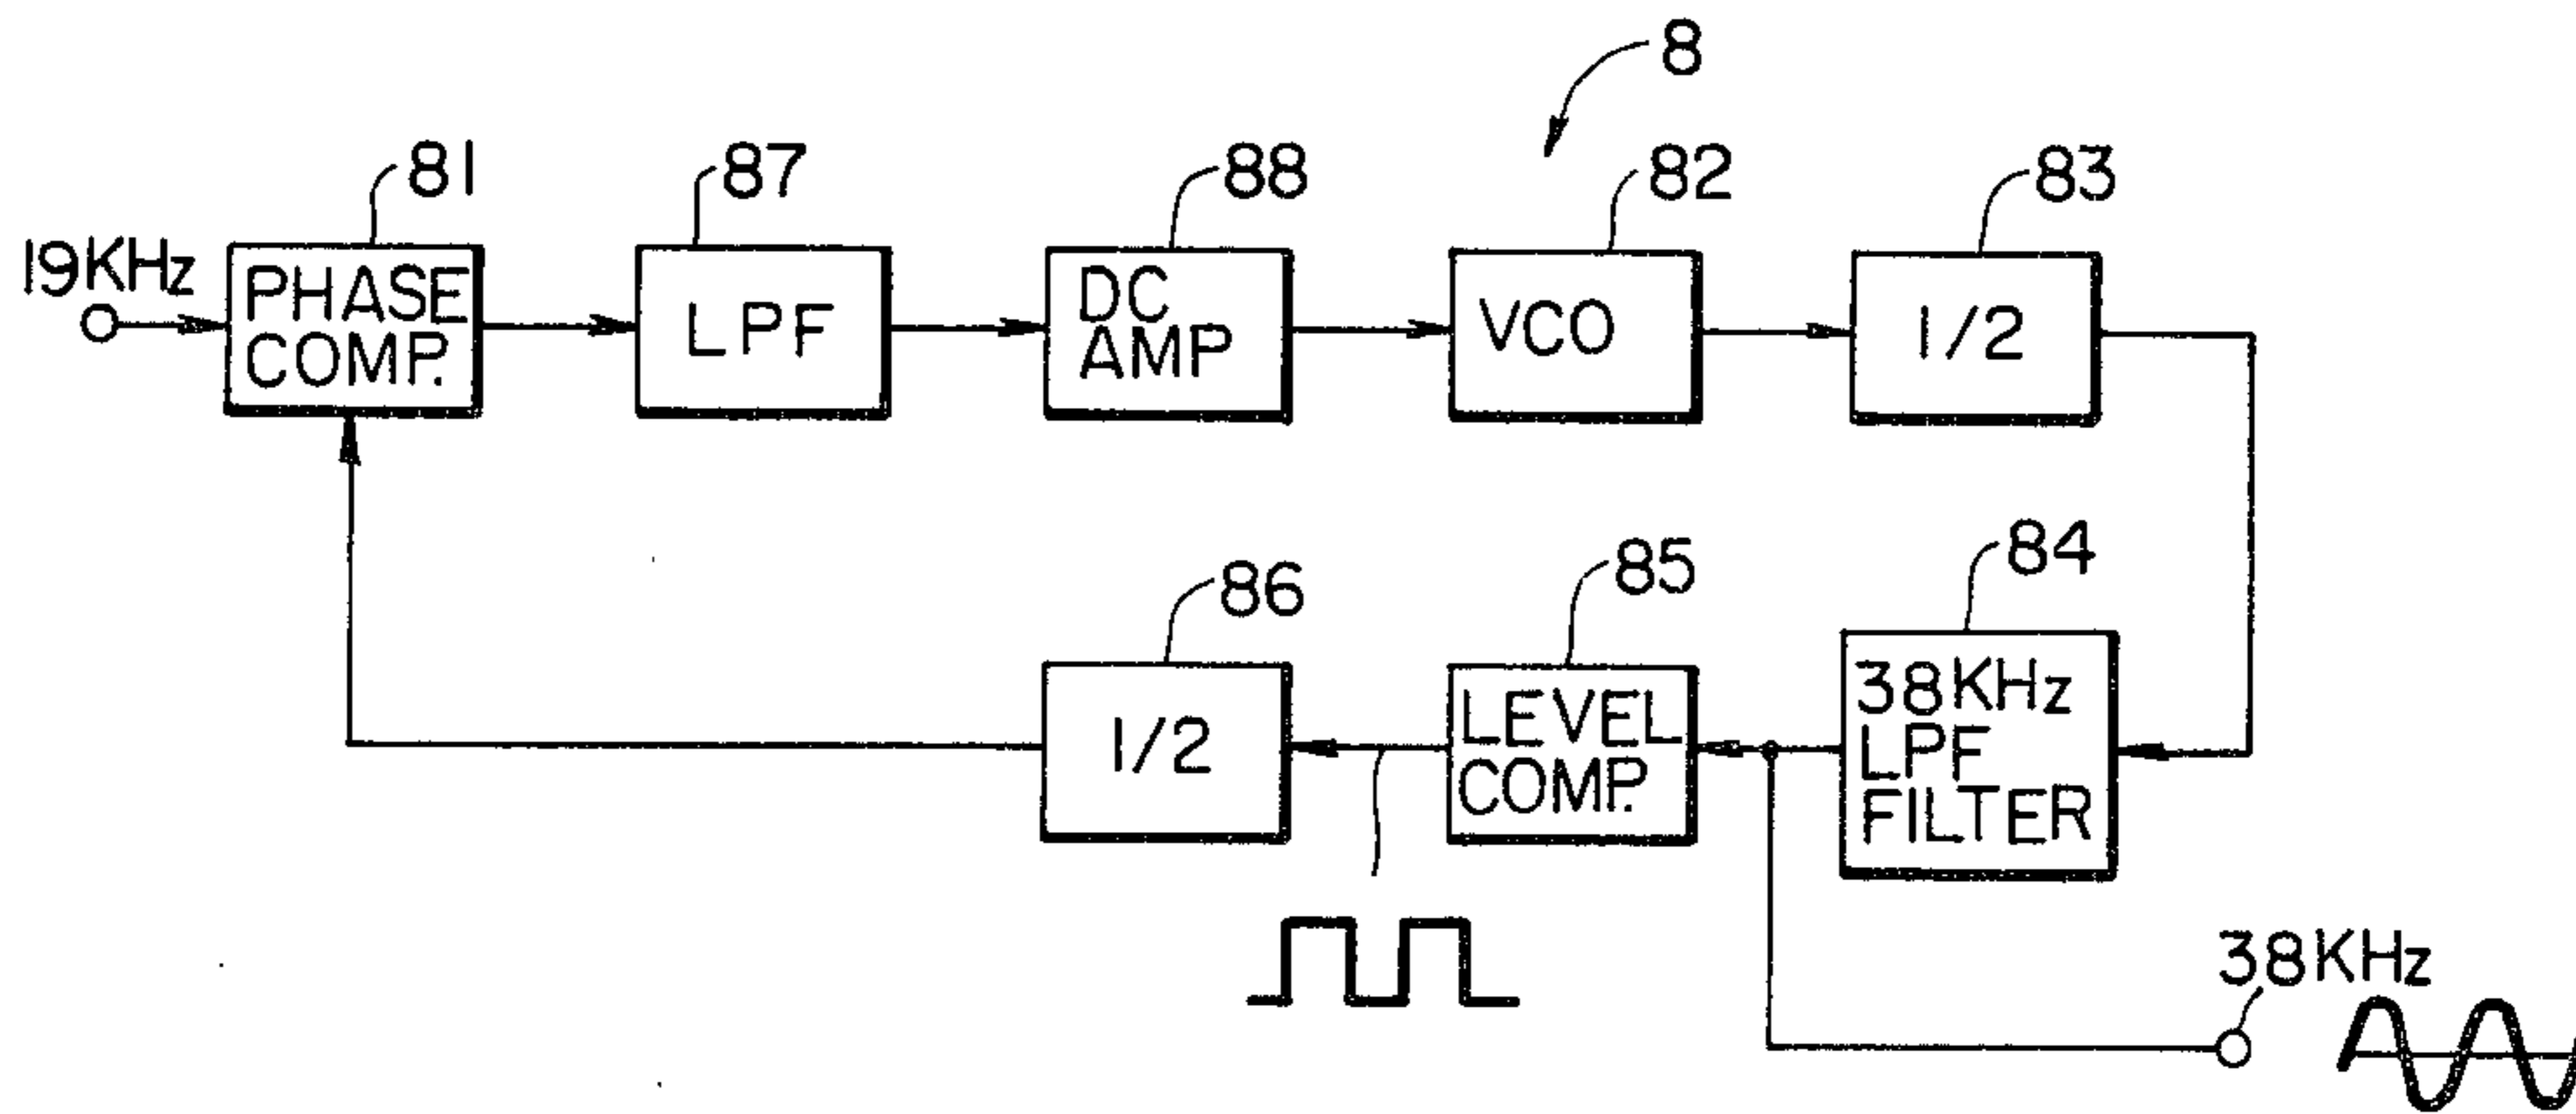 8
81
87
88
82
83
19KHz
PHASE
COMP.
LPF
DC
AMP
VCO
1/2
86
85
84
1/2
LEVEL
COMP.
38KHz
LPF
FILTER
38KHz